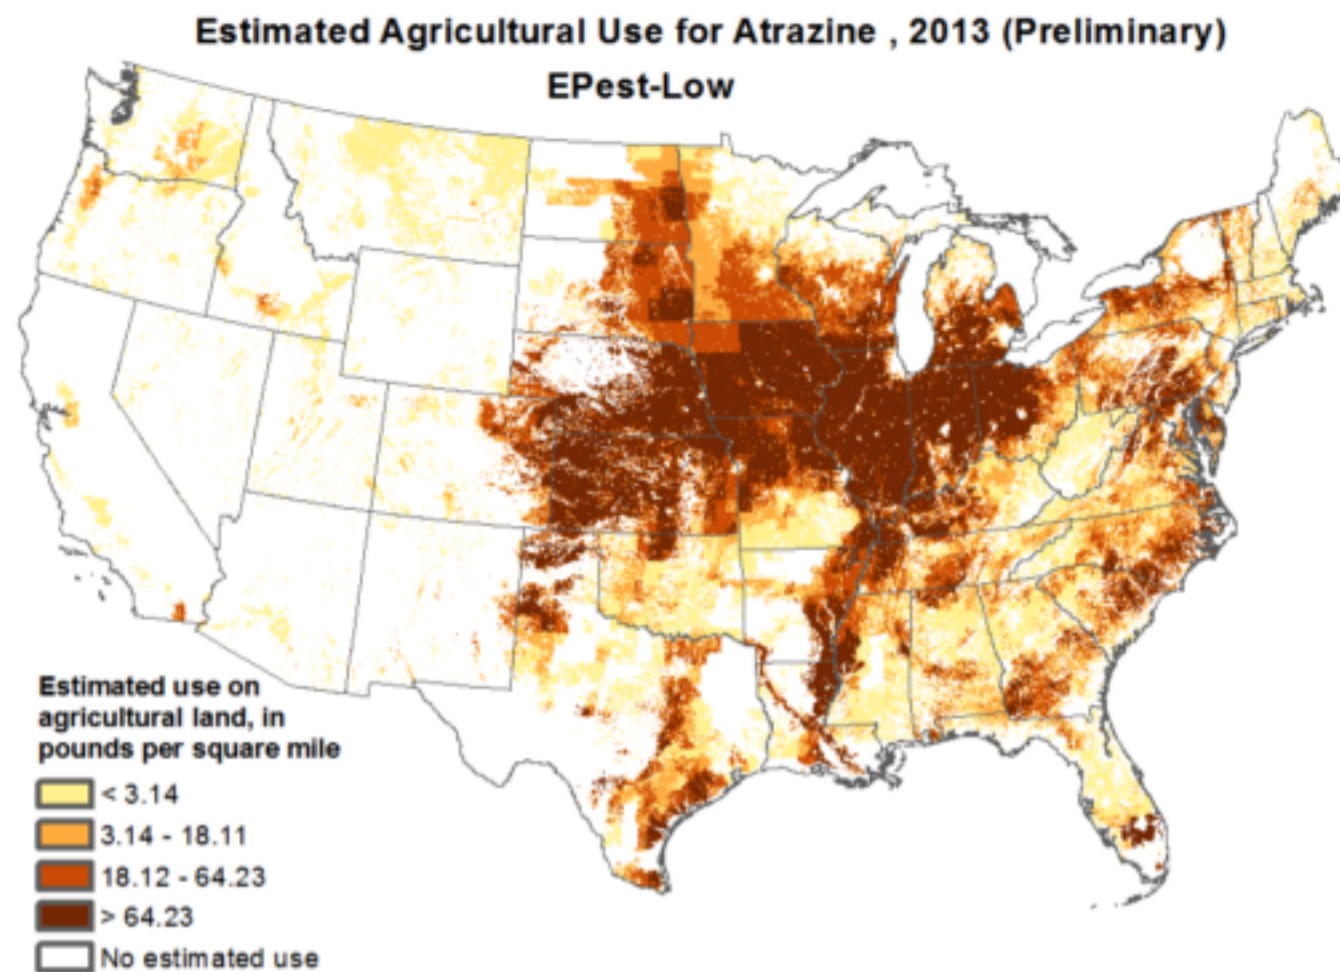 Estimated Agricultural Use for Atrazine , 2013 (Preliminary)
EPest-Low
Estimated use on
agricultural land, in
pounds per square mile
< 3.14
3.14 - 18.11
18.12 - 64.23
> 64.23
No estimated use